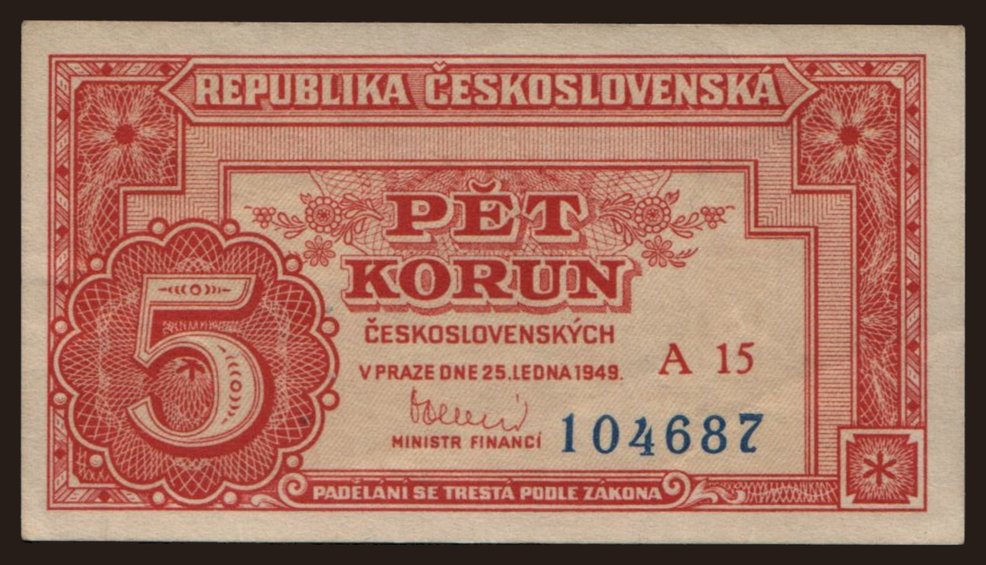 REPUBLIKA ČESKOSLOVENSKÁ
PĚT
KORUN
ČESKOSLOVENSKÝCH
V PRAZE DNE 25. LEDNA 1949.
A 15
MINISTR FINANCÍ
104687
5
PADĚLÁNÍ SE TRESTÁ PODLE ZÁKONA